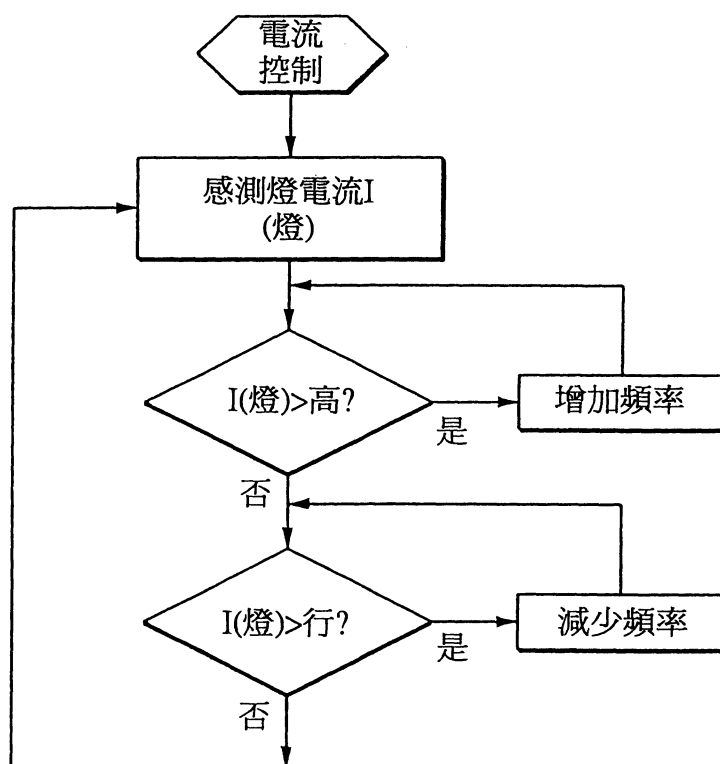 電流
控制
感測燈電流I
(燈)
I(燈)>高?
是
增加頻率
否
I(燈)>行?
是
減少頻率
否